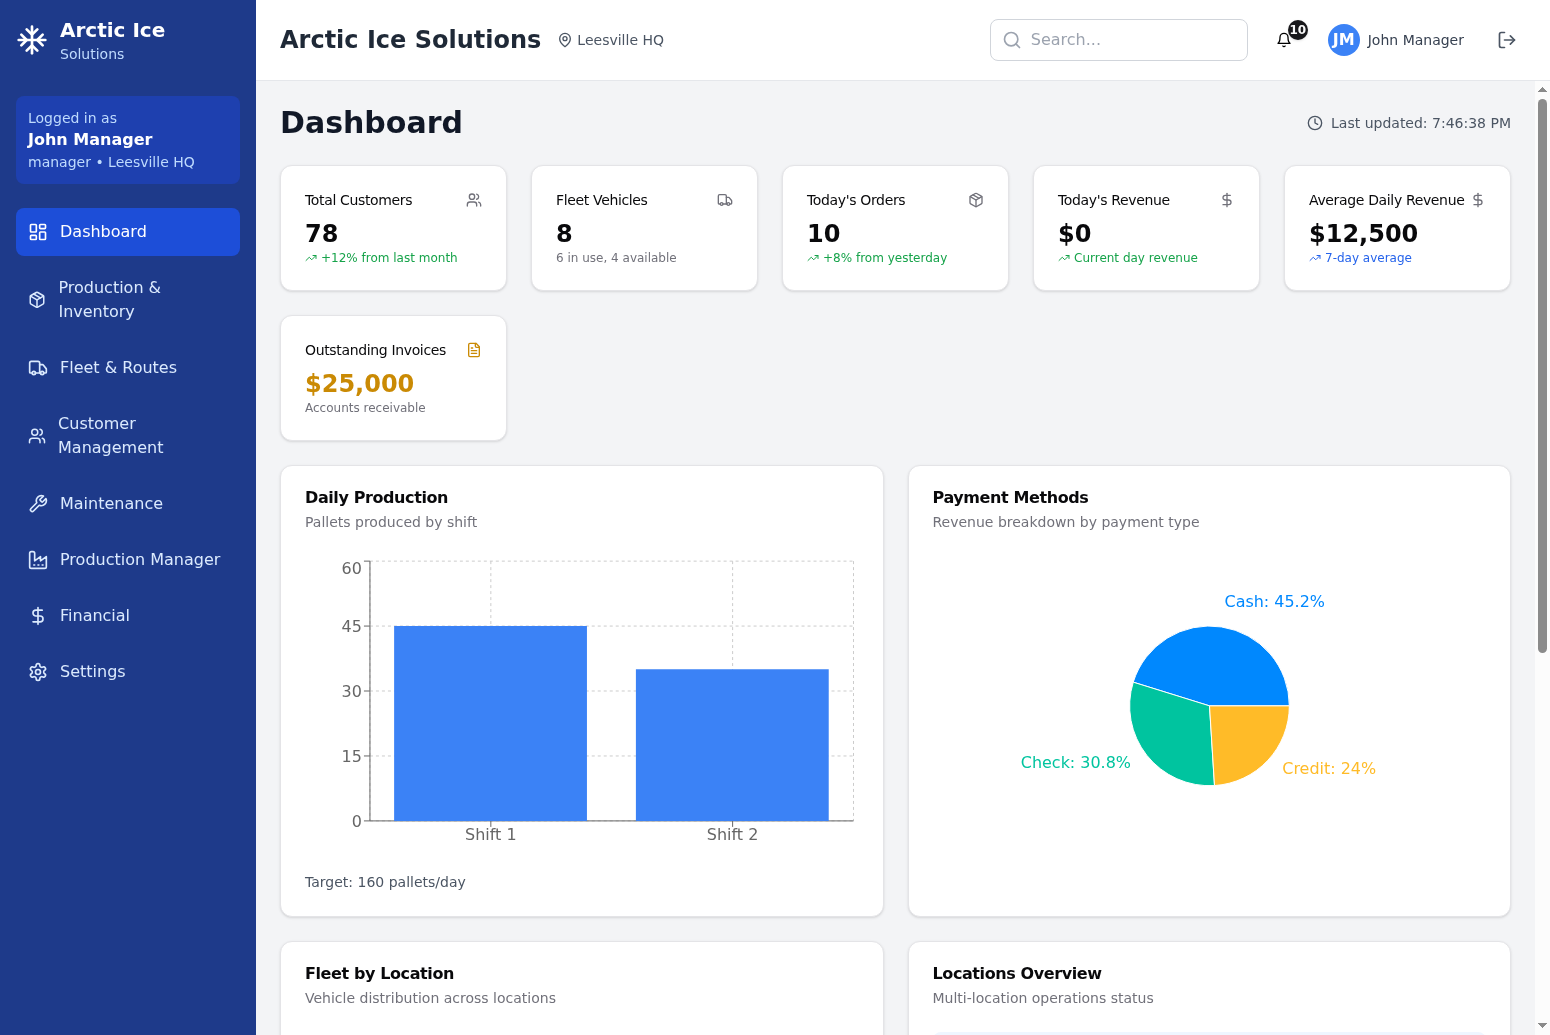 Arctic Ice
Solutions
Logged in as
John Manager
manager • Leesville HQ
Dashboard
Production &
Inventory
Fleet & Routes
Customer
Management
Maintenance
Production Manager
Financial
Settings
Arctic Ice Solutions
Leesville HQ
Search...
10
JM
John Manager
Dashboard
Last updated: 7:46:38 PM
Total Customers
78
+12% from last month
Fleet Vehicles
8
6 in use, 4 available
Today's Orders
10
+8% from yesterday
Today's Revenue
$0
Current day revenue
Average Daily Revenue
$12,500
7-day average
Outstanding Invoices
$25,000
Accounts receivable
Daily Production
Pallets produced by shift
60
45
30
15
0
Shift 1
Shift 2
Target: 160 pallets/day
Payment Methods
Revenue breakdown by payment type
Cash: 45.2%
Check: 30.8%
Credit: 24%
Fleet by Location
Vehicle distribution across locations
Locations Overview
Multi-location operations status